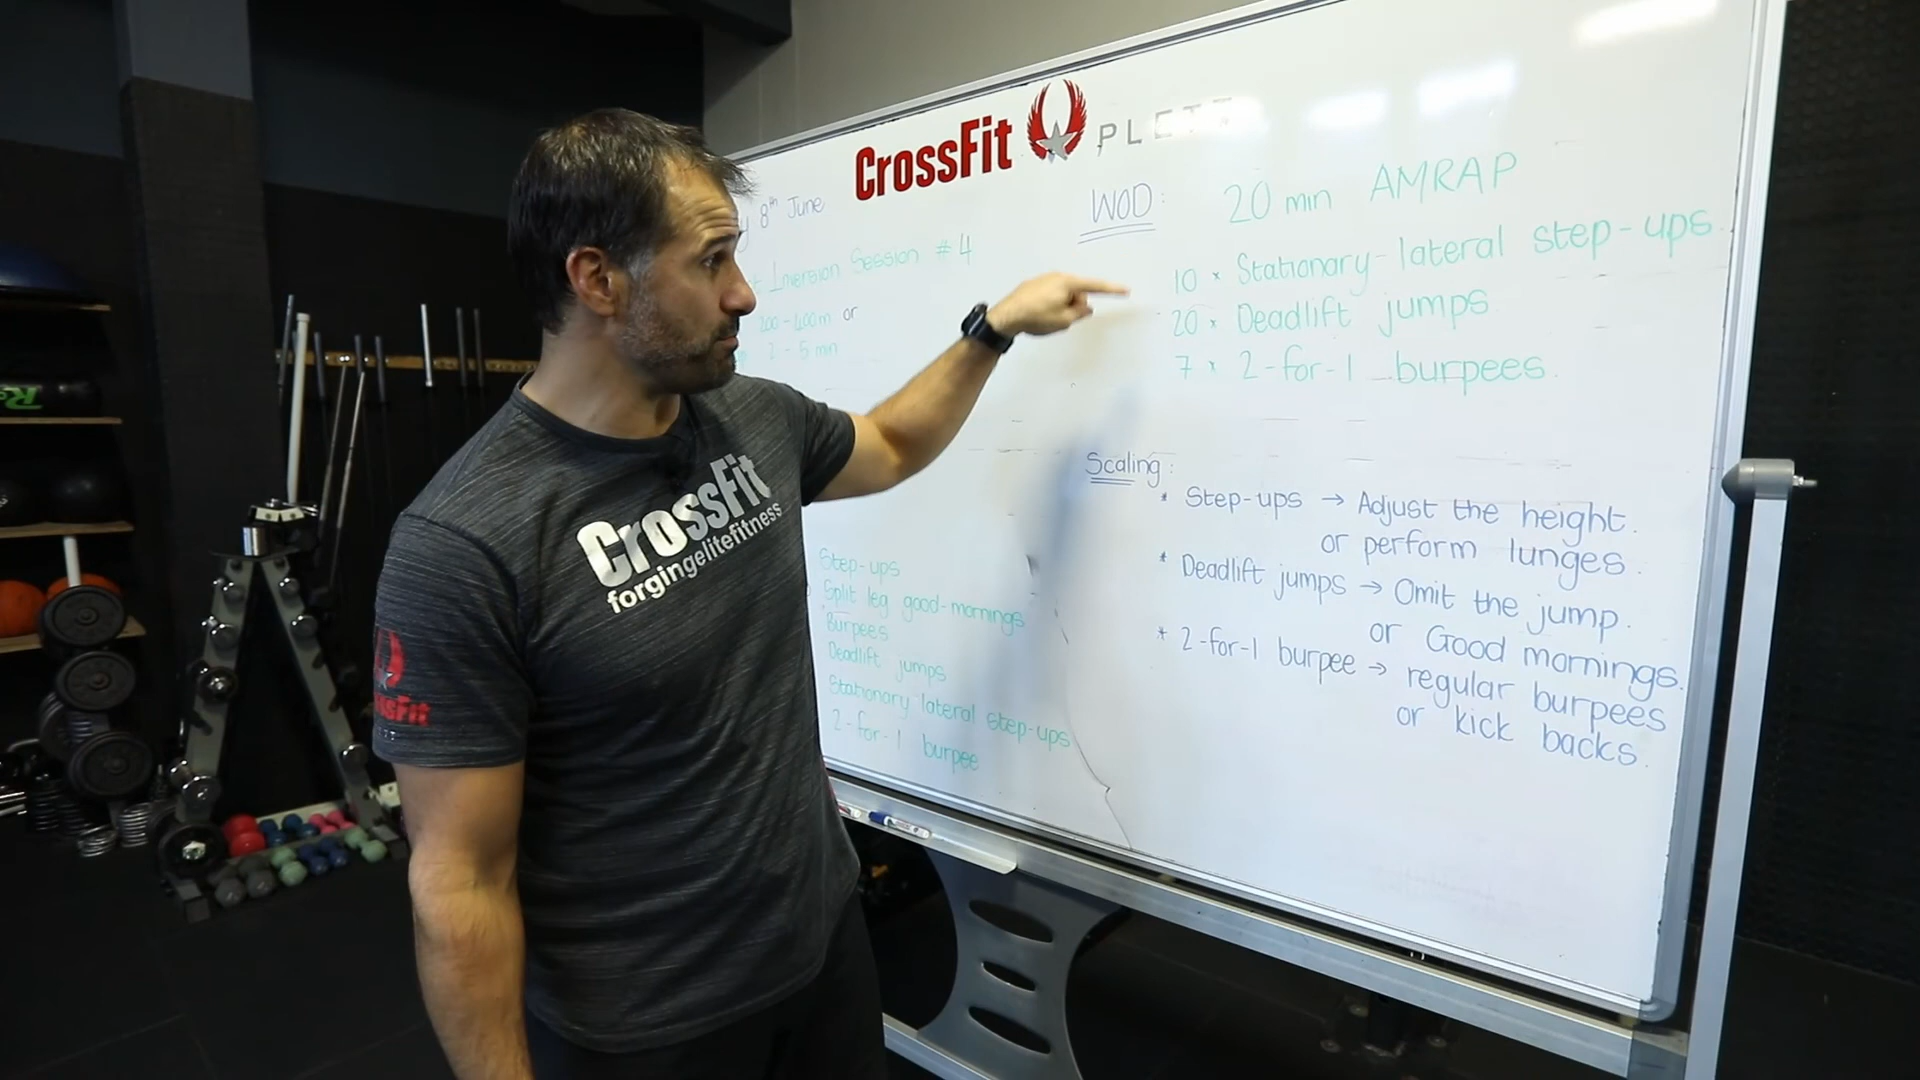 CrossFit PLETT
8th June
Inversion Session #4
200-400m or
2-5 min
Step-ups
Split leg good-mornings
Burpees
Deadlift jumps
Stationary lateral step-ups
2-for-1 burpee
WOD: 20 min AMRAP
10 x Stationary-lateral step-ups
20 x Deadlift jumps
7 x 2-for-1 burpees
Scaling:
* Step-ups → Adjust the height.
or perform lunges.
* Deadlift jumps → Omit the jump.
or Good mornings.
* 2-for-1 burpee → regular burpees
or kick backs.
CrossFit
forgingelitefitness